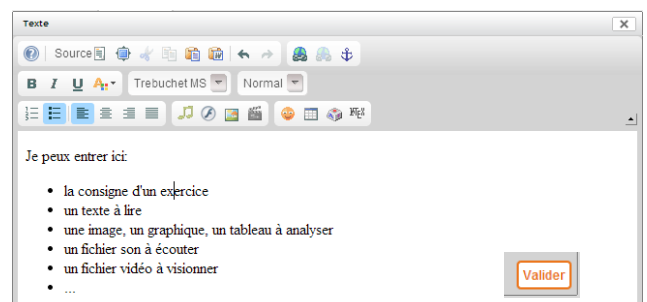 Texte
Source
B I U A
Trebuchet MS Normal
Je peux entrer ici:
la consigne d'un exercice
un texte à lire
une image, un graphique, un tableau à analyser
un fichier son à écouter
un fichier vidéo à visionner
...
Valider